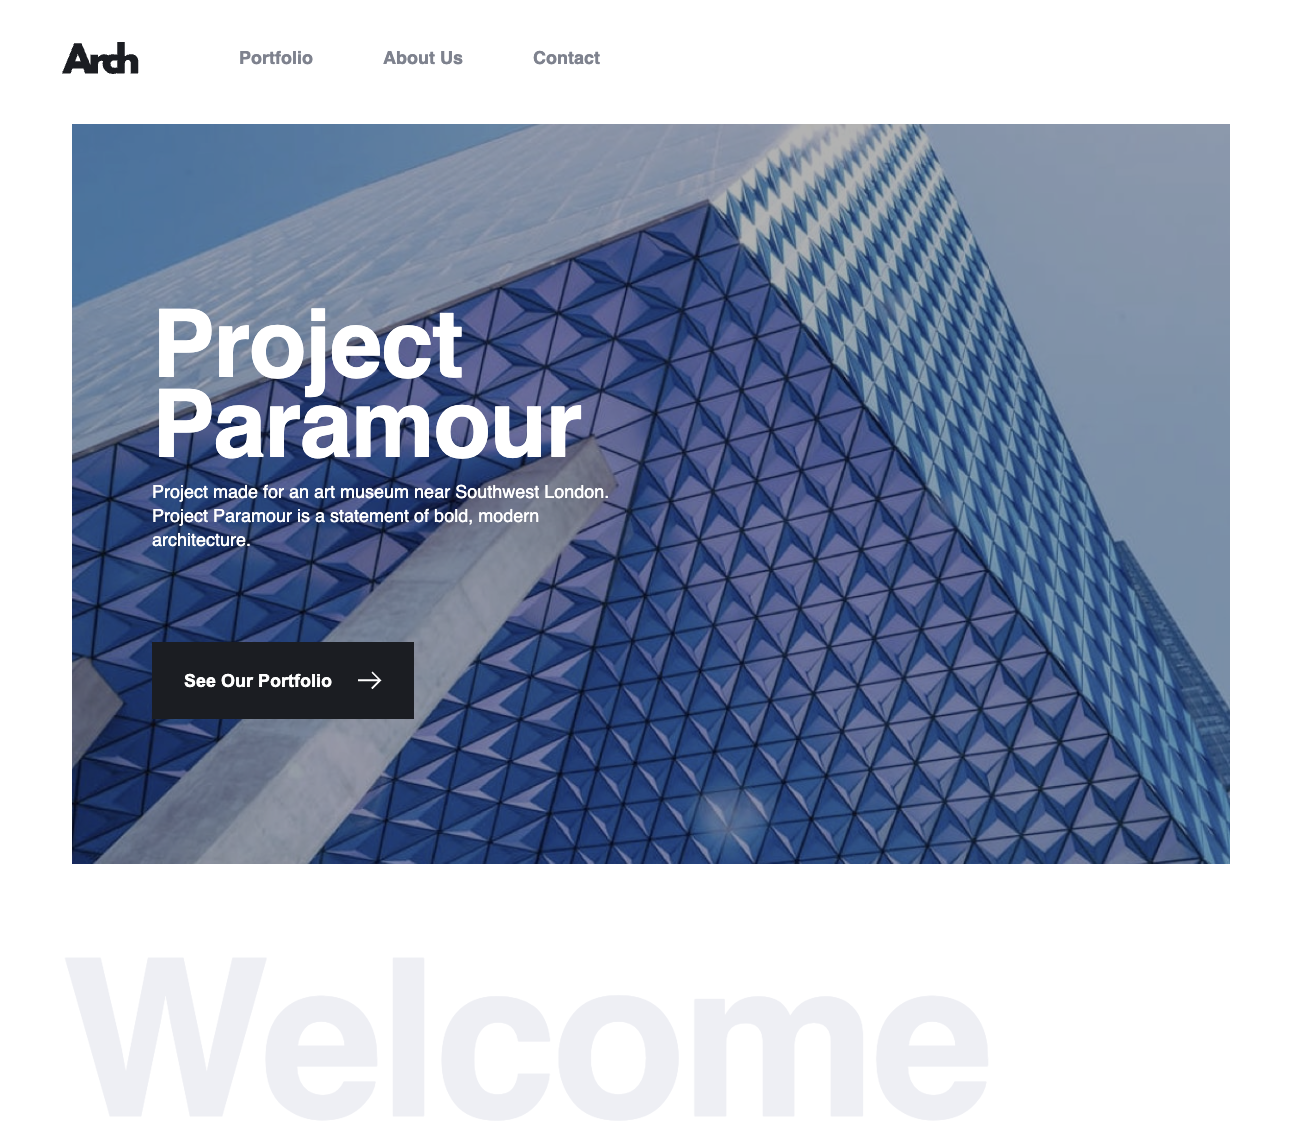 Arch
Portfolio
About Us
Contact
Project
Paramour
Project made for an art museum near Southwest London.
Project Paramour is a statement of bold, modern
architecture.
See Our Portfolio
Welcome